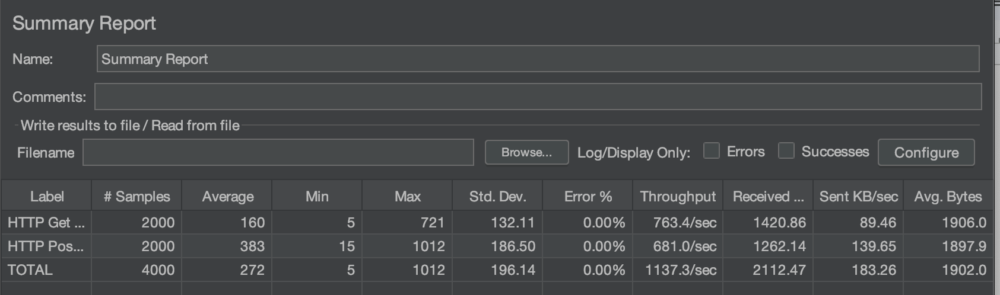 Summary Report
Name: Summary Report
Comments:
Write results to file / Read from file
Filename Browse... Log/Display Only: Errors Successes Configure
Label # Samples Average Min Max Std. Dev. Error % Throughput Received ... Sent KB/sec Avg. Bytes
HTTP Get ... 2000 160 5 721 132.11 0.00% 763.4/sec 1420.86 89.46 1906.0
HTTP Pos... 2000 383 15 1012 186.50 0.00% 681.0/sec 1262.14 139.65 1897.9
TOTAL 4000 272 5 1012 196.14 0.00% 1137.3/sec 2112.47 183.26 1902.0